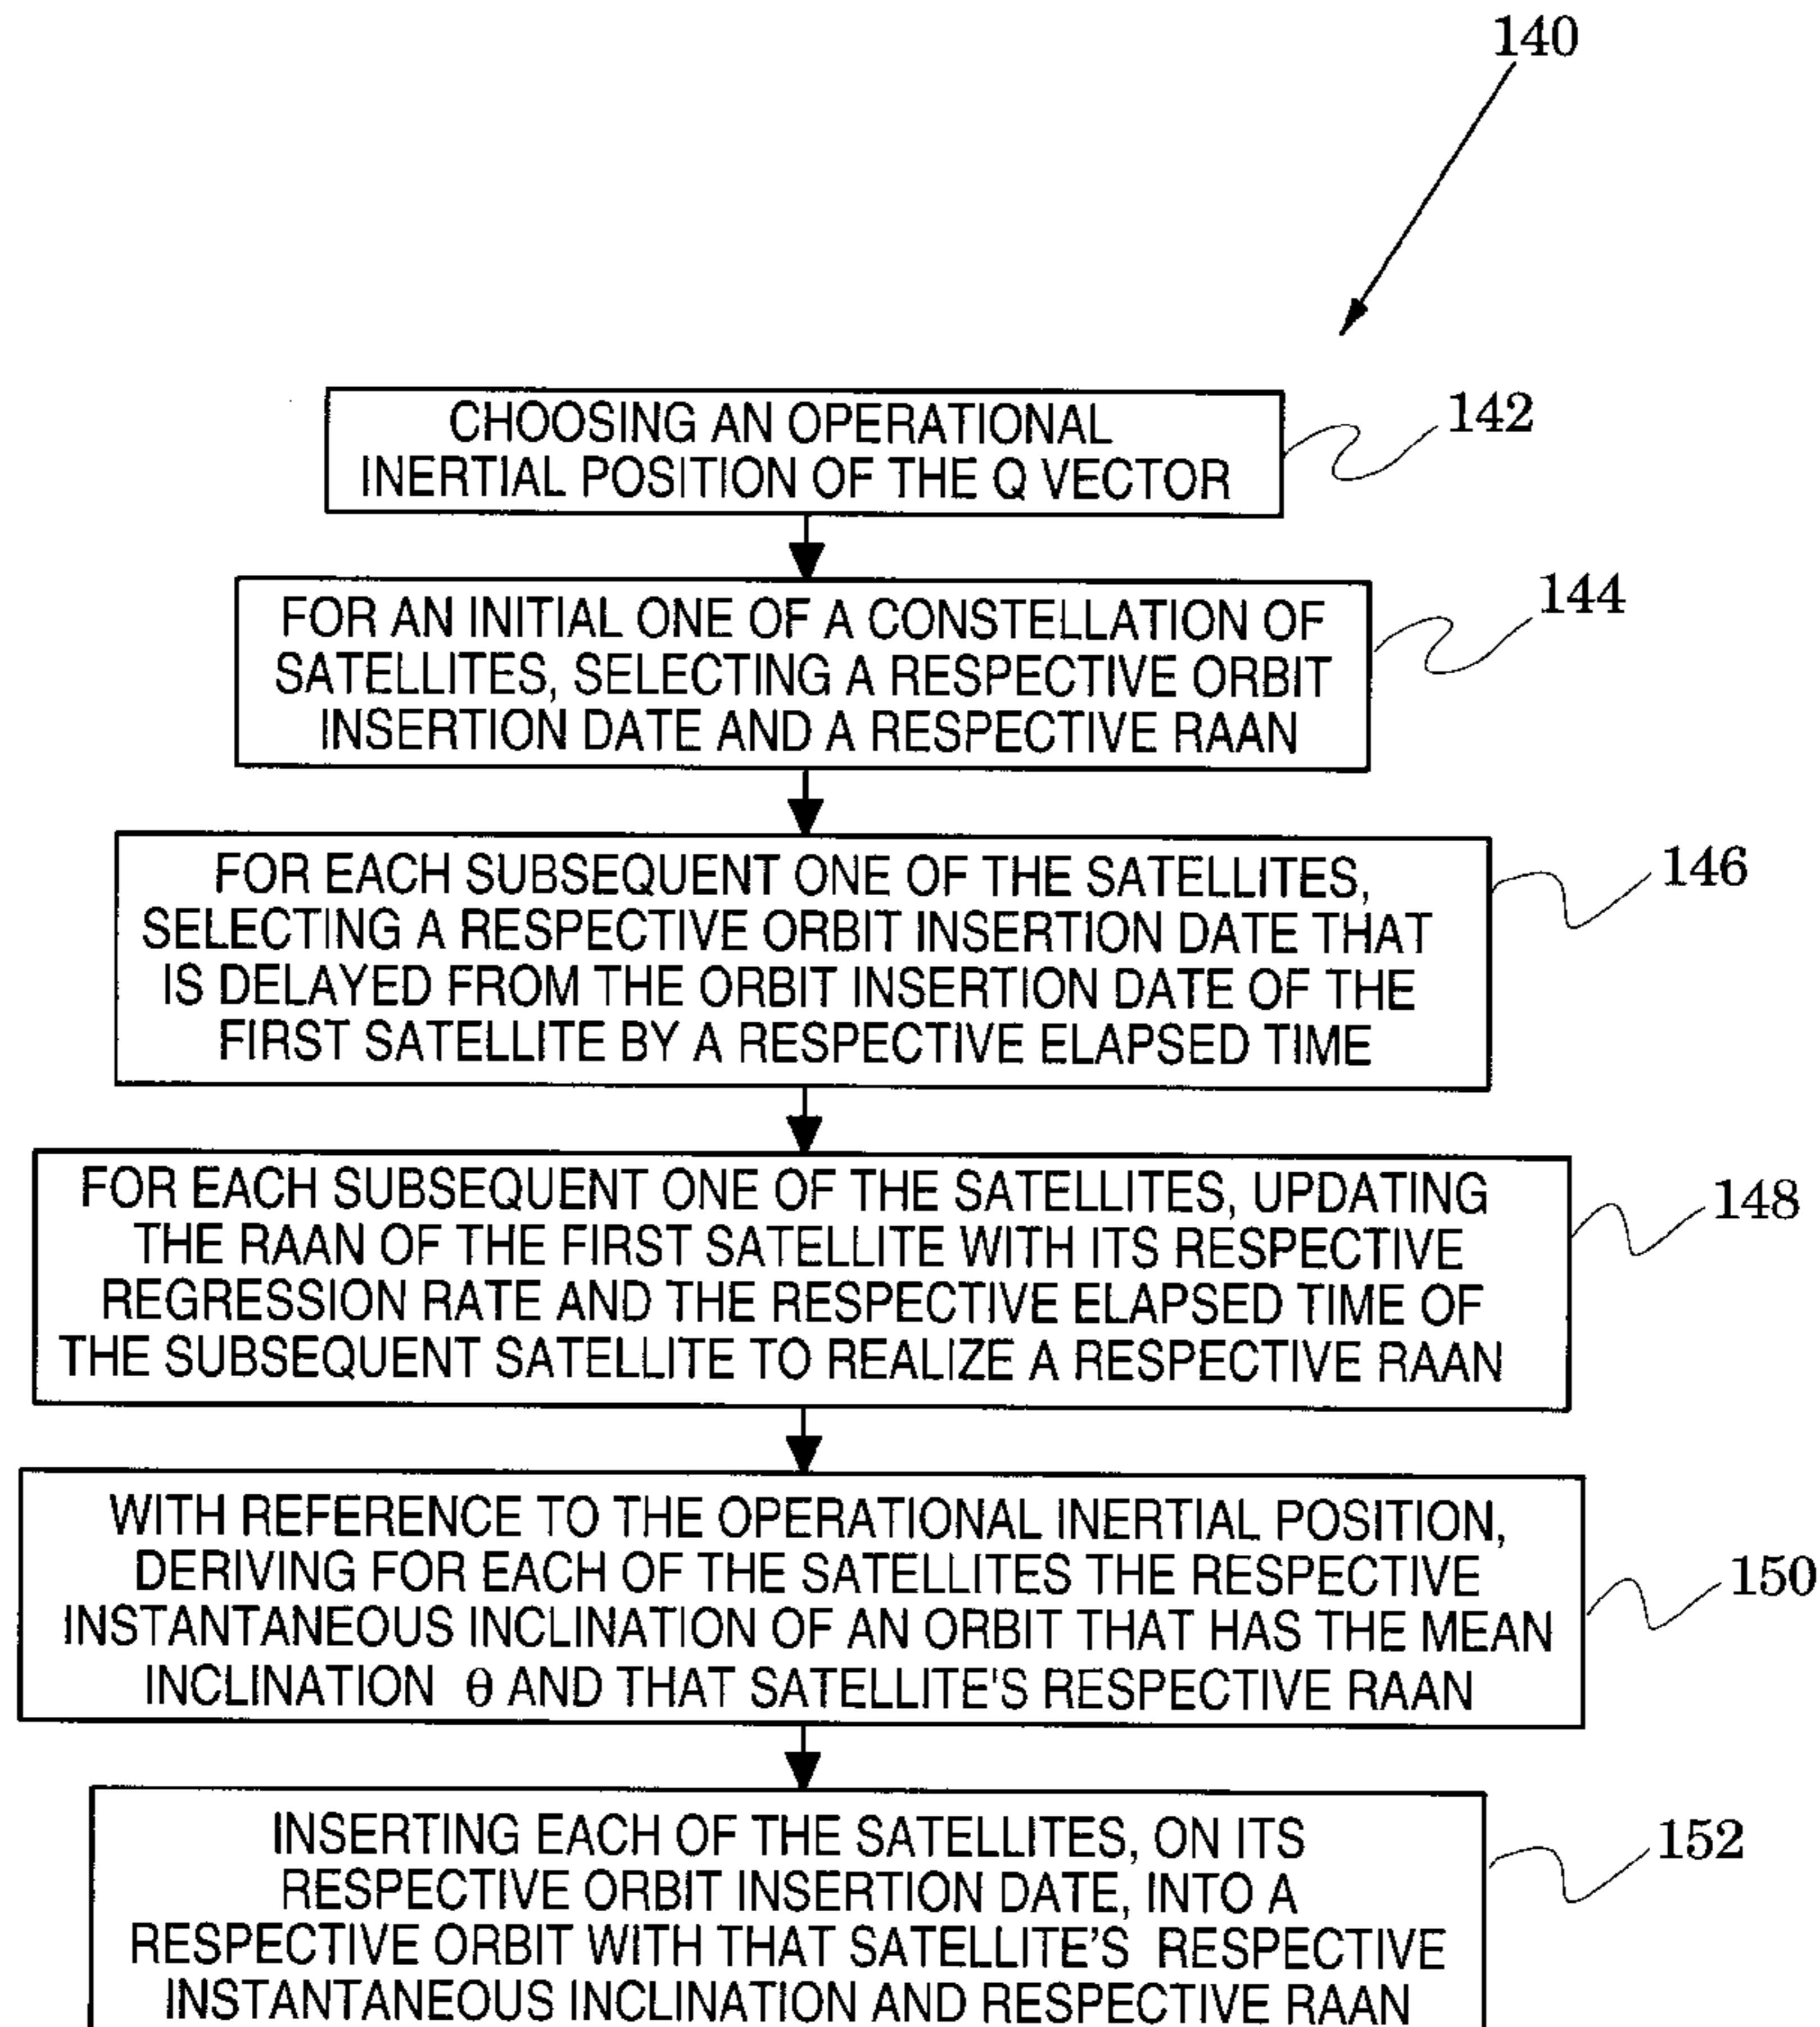 140
CHOOSING AN OPERATIONAL
INERTIAL POSITION OF THE Q VECTOR
142
FOR AN INITIAL ONE OF A CONSTELLATION OF
SATELLITES, SELECTING A RESPECTIVE ORBIT
INSERTION DATE AND A RESPECTIVE RAAN
144
FOR EACH SUBSEQUENT ONE OF THE SATELLITES,
SELECTING A RESPECTIVE ORBIT INSERTION DATE THAT
IS DELAYED FROM THE ORBIT INSERTION DATE OF THE
FIRST SATELLITE BY A RESPECTIVE ELAPSED TIME
146
FOR EACH SUBSEQUENT ONE OF THE SATELLITES, UPDATING
THE RAAN OF THE FIRST SATELLITE WITH ITS RESPECTIVE
REGRESSION RATE AND THE RESPECTIVE ELAPSED TIME OF
THE SUBSEQUENT SATELLITE TO REALIZE A RESPECTIVE RAAN
148
WITH REFERENCE TO THE OPERATIONAL INERTIAL POSITION,
DERIVING FOR EACH OF THE SATELLITES THE RESPECTIVE
INSTANTANEOUS INCLINATION OF AN ORBIT THAT HAS THE MEAN
INCLINATION θ AND THAT SATELLITE'S RESPECTIVE RAAN
150
INSERTING EACH OF THE SATELLITES, ON ITS
RESPECTIVE ORBIT INSERTION DATE, INTO A
RESPECTIVE ORBIT WITH THAT SATELLITE'S RESPECTIVE
INSTANTANEOUS INCLINATION AND RESPECTIVE RAAN
152